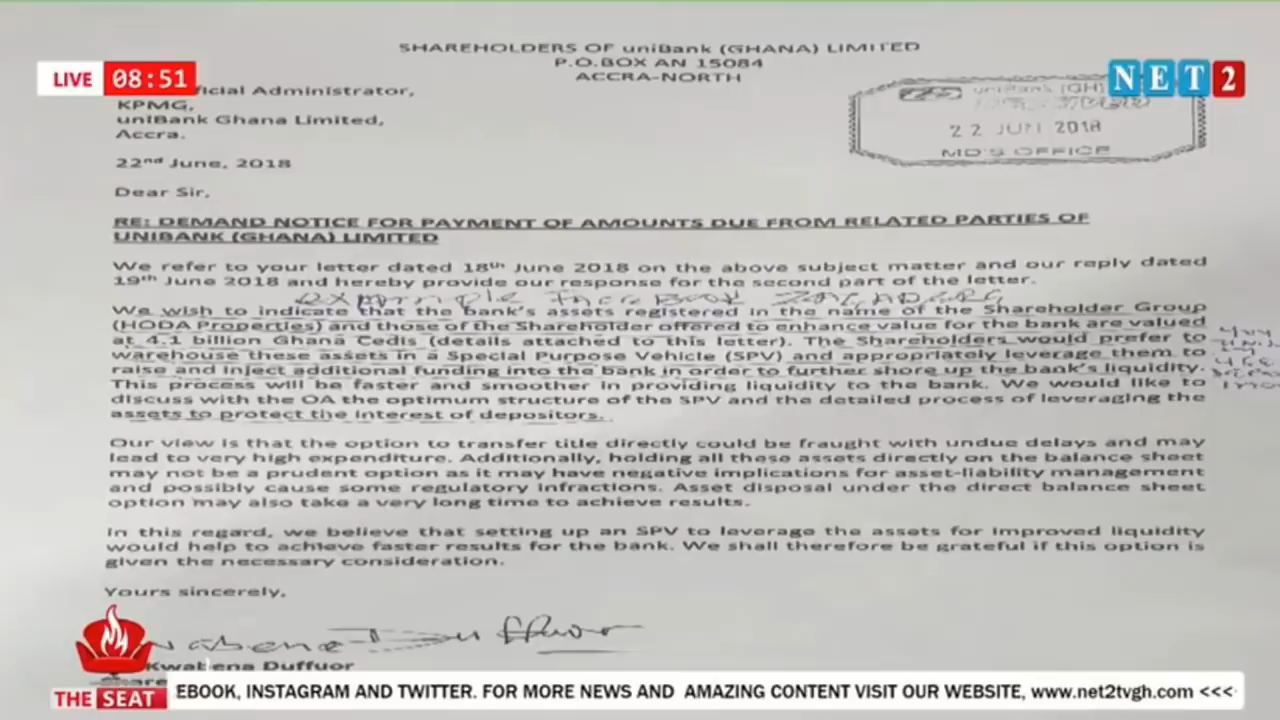 SHAREHOLDERS OF uniBank (GHANA) LIMITED
P.O.BOX AN 15084
ACCRA-NORTH
LIVE 08:51
NET 2
ficial Administrator,
KPMG,
uniBank Ghana Limited,
Accra.
uniBank (GH)
22 JUN 2018
MD'S OFFICE
22nd June, 2018
Dear Sir,
RE: DEMAND NOTICE FOR PAYMENT OF AMOUNTS DUE FROM RELATED PARTIES OF
UNIBANK (GHANA) LIMITED
We refer to your letter dated 18th June 2018 on the above subject matter and our reply dated
19th June 2018 and hereby provide our response for the second part of the letter.
We wish to indicate that the bank's assets registered in the name of the Shareholder Group
(HODA Properties) and those of the Shareholder offered to enhance value for the bank are valued
at 4.1 billion Ghana Cedis (details attached to this letter). The Shareholders would prefer to
warehouse these assets in a Special Purpose Vehicle (SPV) and appropriately leverage them to
raise and inject additional funding into the bank in order to further shore up the bank's liquidity.
This process will be faster and smoother in providing liquidity to the bank. We would like to
discuss with the OA the optimum structure of the SPV and the detailed process of leveraging the
assets to protect the interest of depositors.
Our view is that the option to transfer title directly could be fraught with undue delays and may
lead to very high expenditure. Additionally, holding all these assets directly on the balance sheet
may not be a prudent option as it may have negative implications for asset-liability management
and possibly cause some regulatory infractions. Asset disposal under the direct balance sheet
option may also take a very long time to achieve results.
In this regard, we believe that setting up an SPV to leverage the assets for improved liquidity
would help to achieve faster results for the bank. We shall therefore be grateful if this option is
given the necessary consideration.
Yours sincerely,
Kwabena Duffuor
THE SEAT
EBOOK, INSTAGRAM AND TWITTER. FOR MORE NEWS AND AMAZING CONTENT VISIT OUR WEBSITE, www.net2tvgh.com <<<